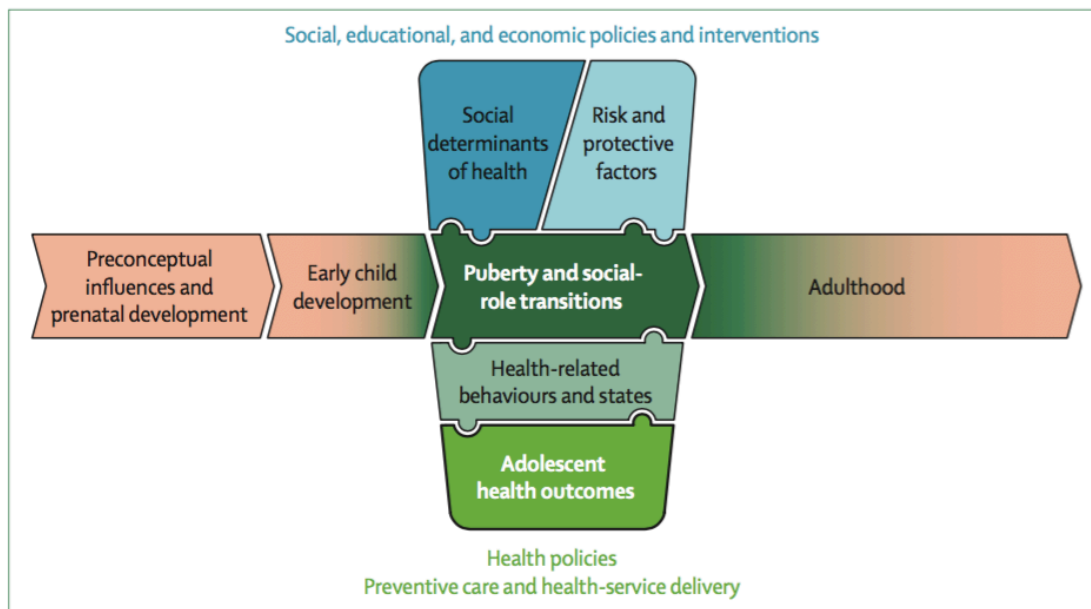 Social, educational, and economic policies and interventions
Social
determinants
of health
Risk and
protective
factors
Preconceptual
influences and
prenatal development
Early child
development
Puberty and social-
role transitions
Adulthood
Health-related
behaviours and states
Adolescent
health outcomes
Health policies
Preventive care and health-service delivery